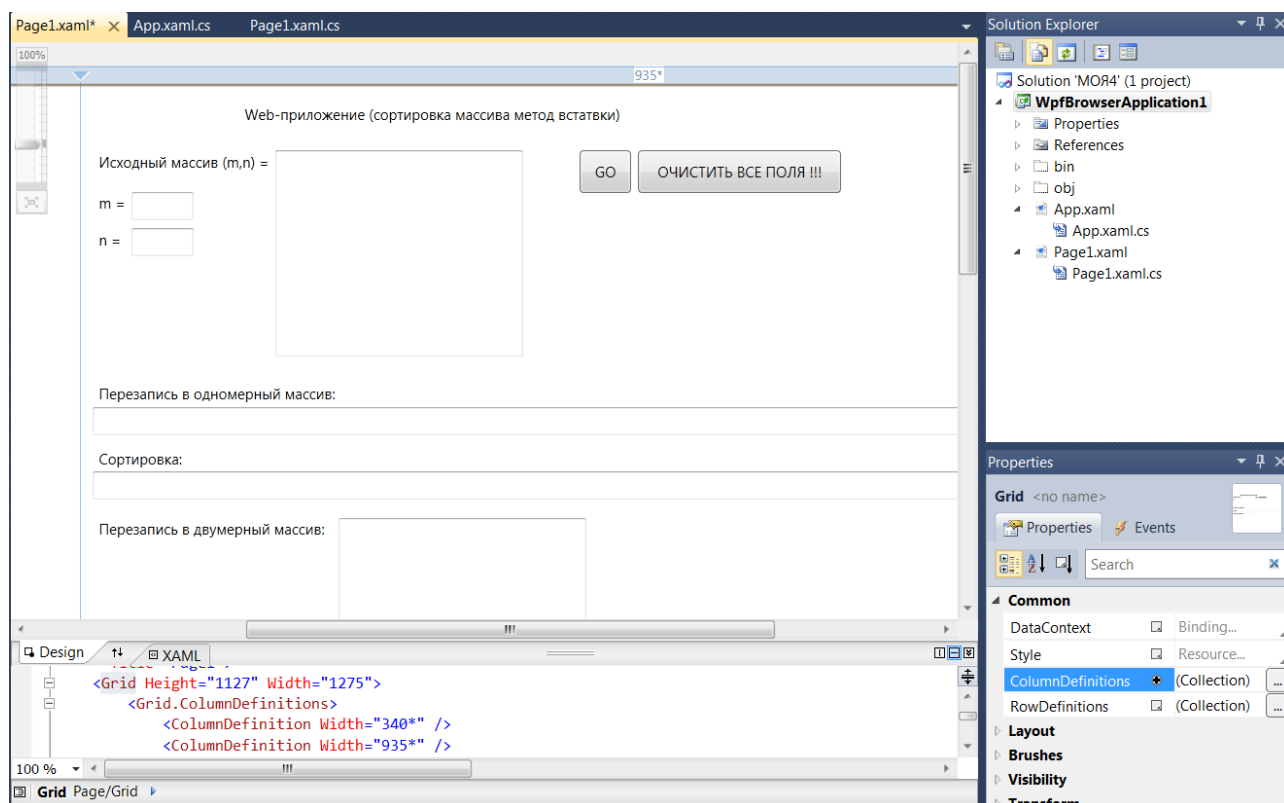 Page1.xaml* App.xaml.cs Page1.xaml.cs
100%
935*
Web-приложение (сортировка массива метод встатвки)
Исходный массив (m,n) =
GO ОЧИСТИТЬ ВСЕ ПОЛЯ !!!
m =
n =
Перезапись в одномерный массив:
Сортировка:
Перезапись в двумерный массив:
Design XAML
<Grid Height="1127" Width="1275">
<Grid.ColumnDefinitions>
<ColumnDefinition Width="340*" />
<ColumnDefinition Width="935*" />
100 %
Grid Page/Grid
Solution Explorer
Solution 'МОЯ4' (1 project)
WpfBrowserApplication1
Properties
References
bin
obj
App.xaml
App.xaml.cs
Page1.xaml
Page1.xaml.cs
Properties
Grid <no name>
Properties Events
Search
Common
DataContext Binding...
Style Resource...
ColumnDefinitions (Collection) ...
RowDefinitions (Collection) ...
Layout
Brushes
Visibility
Transform